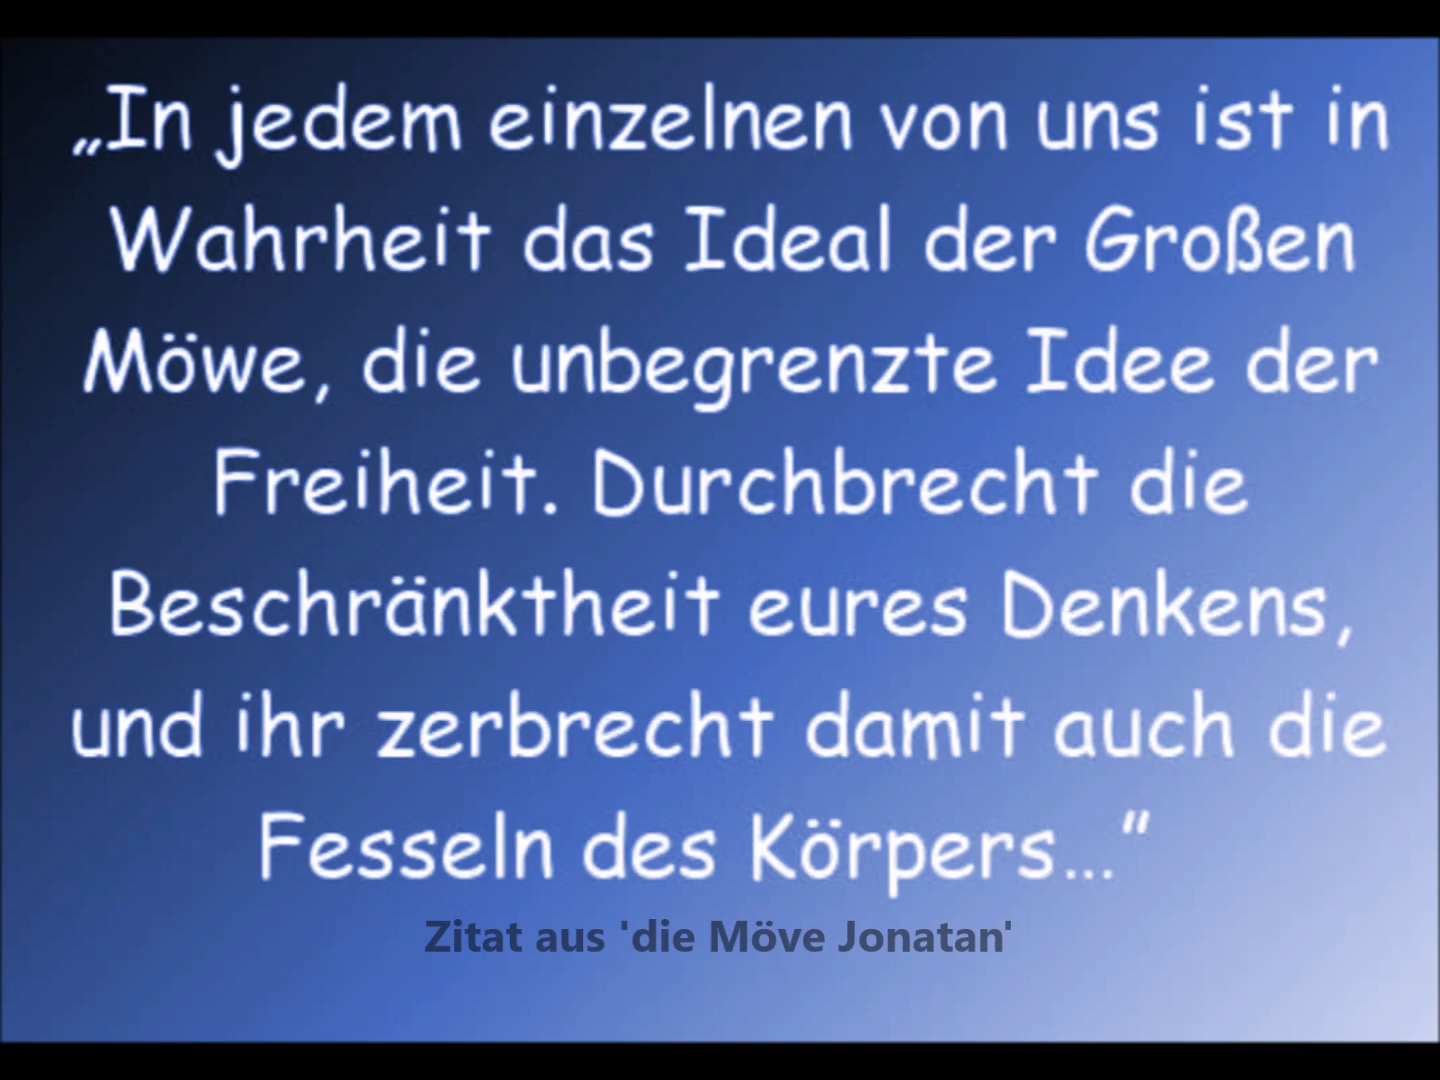 „In jedem einzelnen von uns ist in
Wahrheit das Ideal der Großen
Möwe, die unbegrenzte Idee der
Freiheit. Durchbrecht die
Beschränktheit eures Denkens,
und ihr zerbrecht damit auch die
Fesseln des Körpers…"
Zitat aus 'die Möve Jonatan'